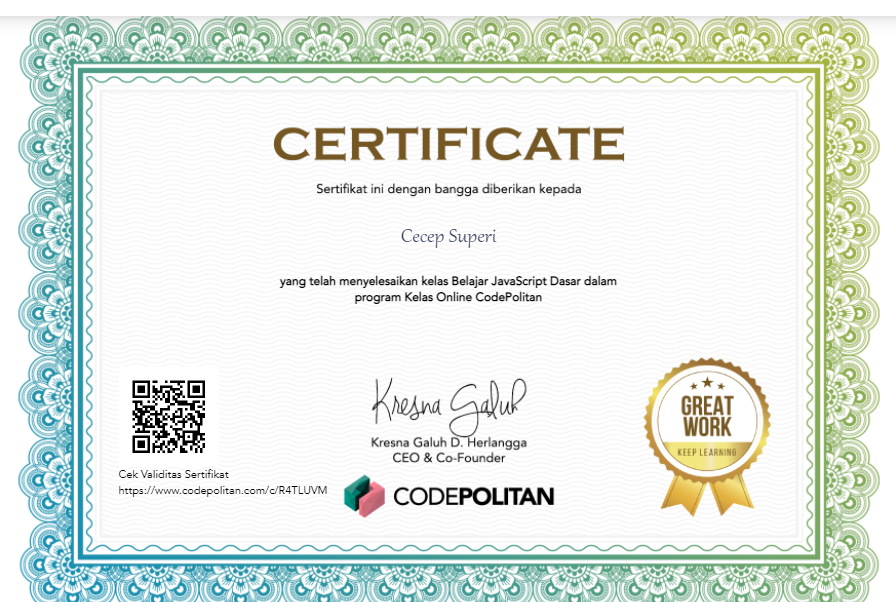 CERTIFICATE
Sertifikat ini dengan bangga diberikan kepada
Cecep Superi
yang telah menyelesaikan kelas Belajar JavaScript Dasar dalam
program Kelas Online CodePolitan
Kresna Galuh
Kresna Galuh D. Herlangga
CEO & Co-Founder
CODEPOLITAN
Cek Validitas Sertifikat
https://www.codepolitan.com/c/R4TLUVM
GREAT
WORK
KEEP LEARNING